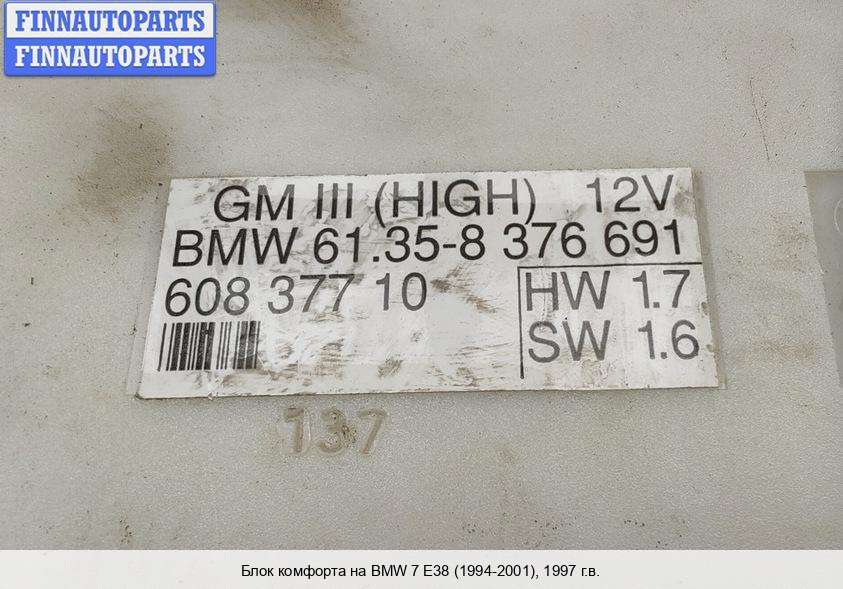 FINNAUTOPARTS
FINNAUTOPARTS
GM III (HIGH) 12V
BMW 61.35-8 376 691
608 377 10
HW 1.7
SW 1.6
137
Блок комфорта на BMW 7 E38 (1994-2001), 1997 г.в.